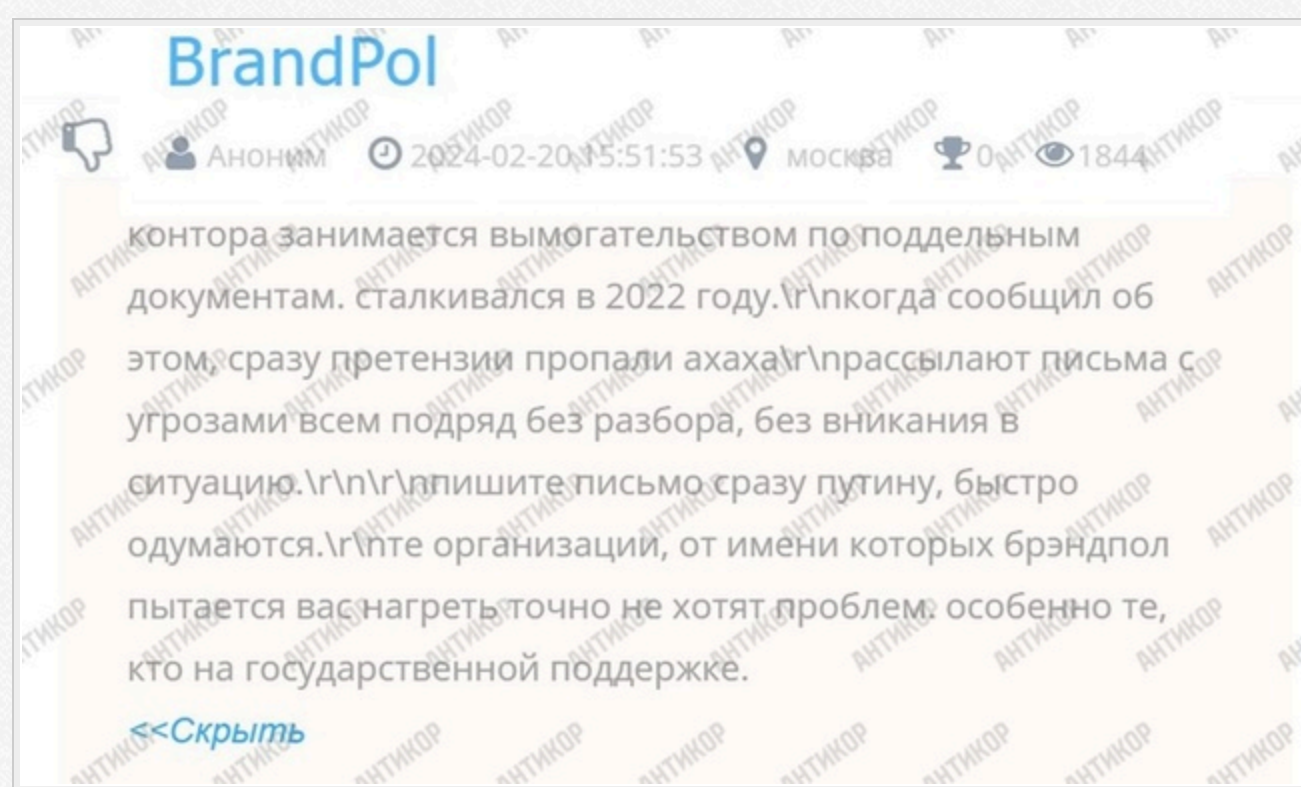 BrandPol
Аноним 2024-02-20 15:51:53 москва 0 1844
контора занимается вымогательством по поддельным
документам. сталкивался в 2022 году.\r\nкогда сообщил об
этом, сразу претензии пропали ахаха\r\nрассылают письма с
угрозами всем подряд без разбора, без вникания в
ситуацию.\r\n\r\nпишите письмо сразу путину, быстро
одумаются.\r\nте организации, от имени которых брэндпол
пытается вас нагреть точно не хотят проблем. особенно те,
кто на государственной поддержке.
<<Скрыть
АНТИКОР